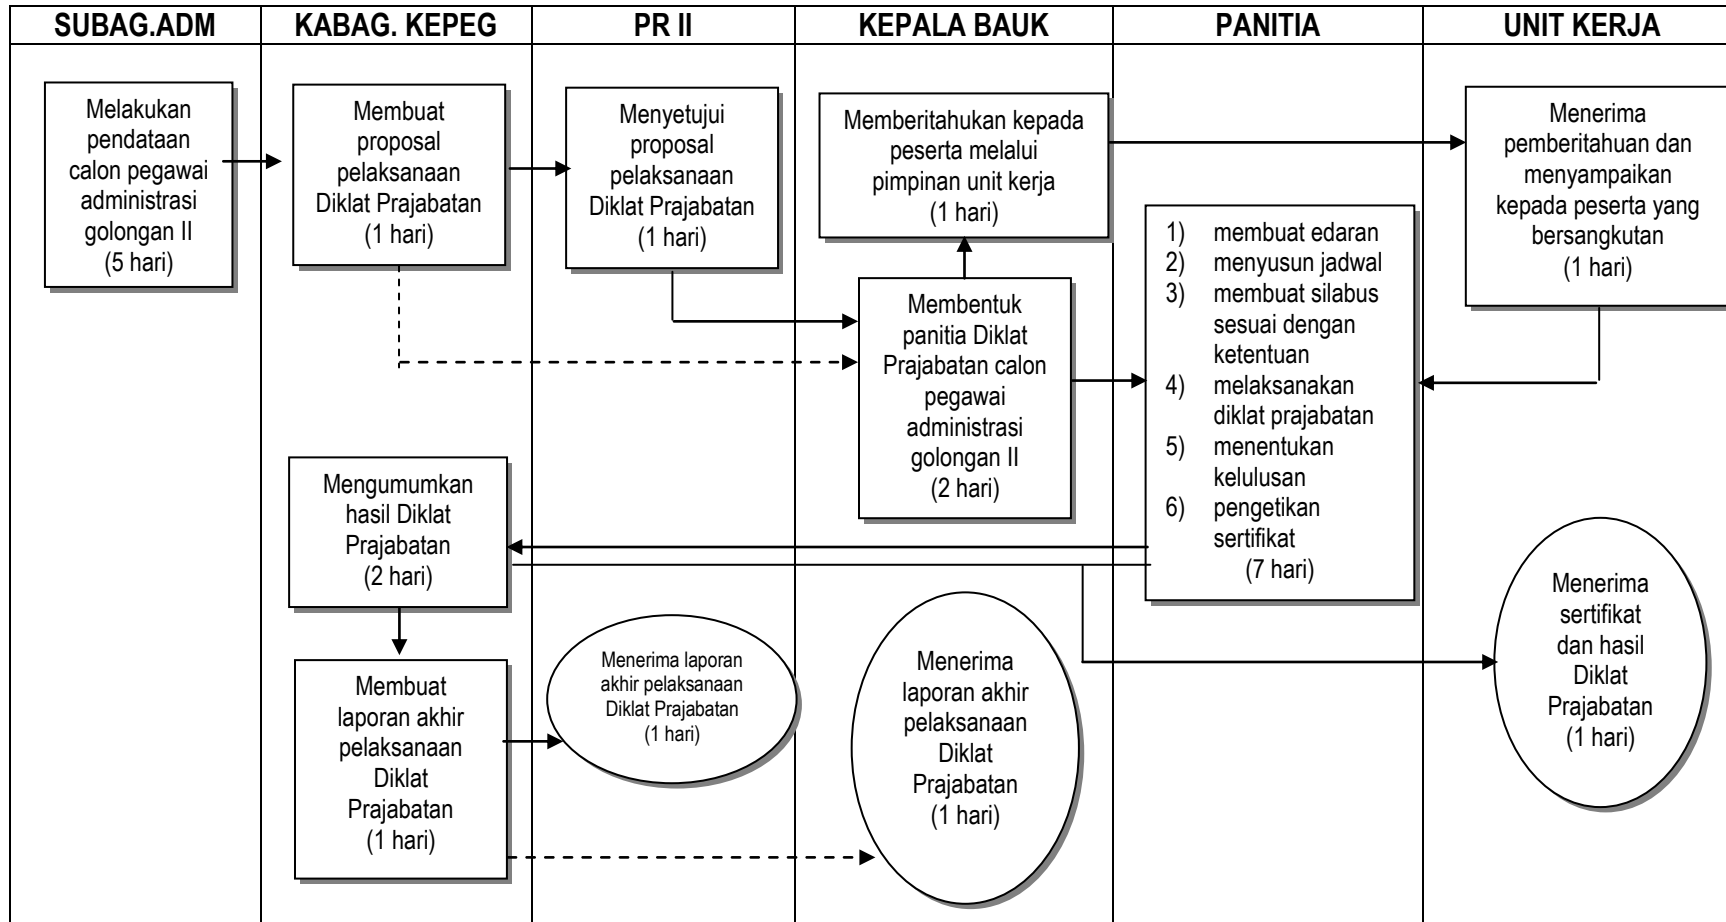 SUBAG.ADM
KABAG. KEPEG
PR II
KEPALA BAUK
PANITIA
UNIT KERJA
Melakukan
pendataan
calon pegawai
administrasi
golongan II
(5 hari)
Membuat
proposal
pelaksanaan
Diklat Prajabatan
(1 hari)
Menyetujui
proposal
pelaksanaan
Diklat Prajabatan
(1 hari)
Memberitahukan kepada
peserta melalui
pimpinan unit kerja
(1 hari)
Menerima
pemberitahuan dan
menyampaikan
kepada peserta yang
bersangkutan
(1 hari)
Membentuk
panitia Diklat
Prajabatan calon
pegawai
administrasi
golongan II
(2 hari)
1) membuat edaran
2) menyusun jadwal
3) membuat silabus
sesuai dengan
ketentuan
4) melaksanakan
diklat prajabatan
5) menentukan
kelulusan
6) pengetikan
sertifikat
(7 hari)
Mengumumkan
hasil Diklat
Prajabatan
(2 hari)
Membuat
laporan akhir
pelaksanaan
Diklat
Prajabatan
(1 hari)
Menerima laporan
akhir pelaksanaan
Diklat Prajabatan
(1 hari)
Menerima
laporan akhir
pelaksanaan
Diklat
Prajabatan
(1 hari)
Menerima
sertifikat
dan hasil
Diklat
Prajabatan
(1 hari)